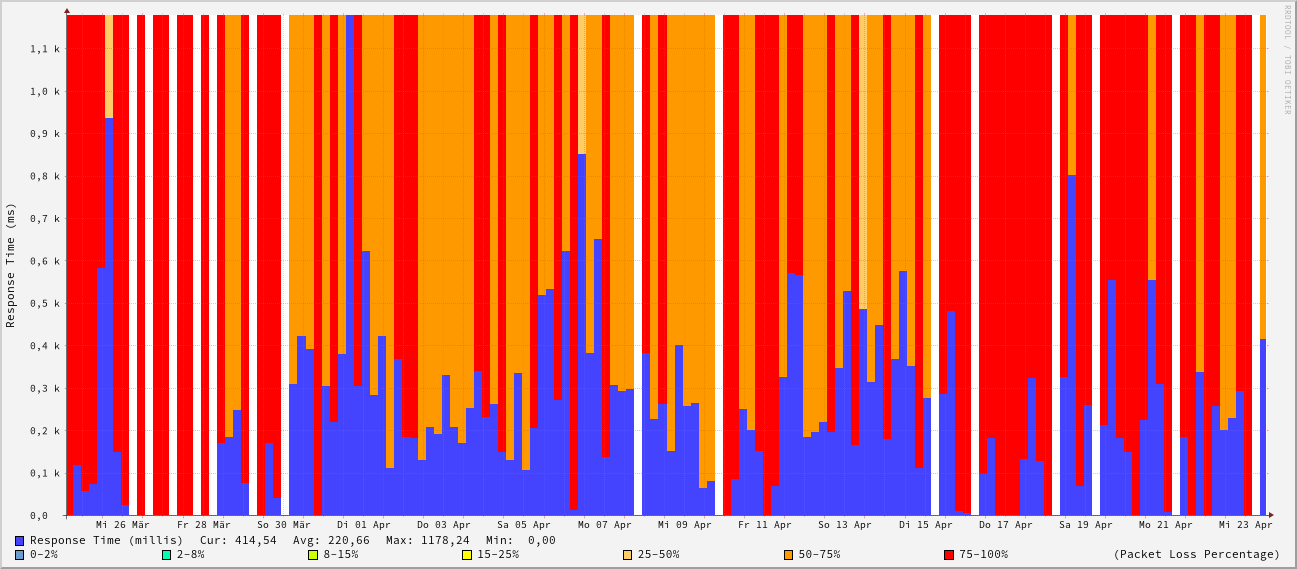 RRDTOOL / TOBI OETIKER
Response Time (ms)
1,1 k
1,0 k
0,9 k
0,8 k
0,7 k
0,6 k
0,5 k
0,4 k
0,3 k
0,2 k
0,1 k
0,0
Mi 26 Mär Fr 28 Mär So 30 Mär Di 01 Apr Do 03 Apr Sa 05 Apr Mo 07 Apr Mi 09 Apr Fr 11 Apr So 13 Apr Di 15 Apr Do 17 Apr Sa 19 Apr Mo 21 Apr Mi 23 Apr
Response Time (millis) Cur: 414,54 Avg: 220,66 Max: 1178,24 Min: 0,00
0-2% 2-8% 8-15% 15-25% 25-50% 50-75% 75-100% (Packet Loss Percentage)